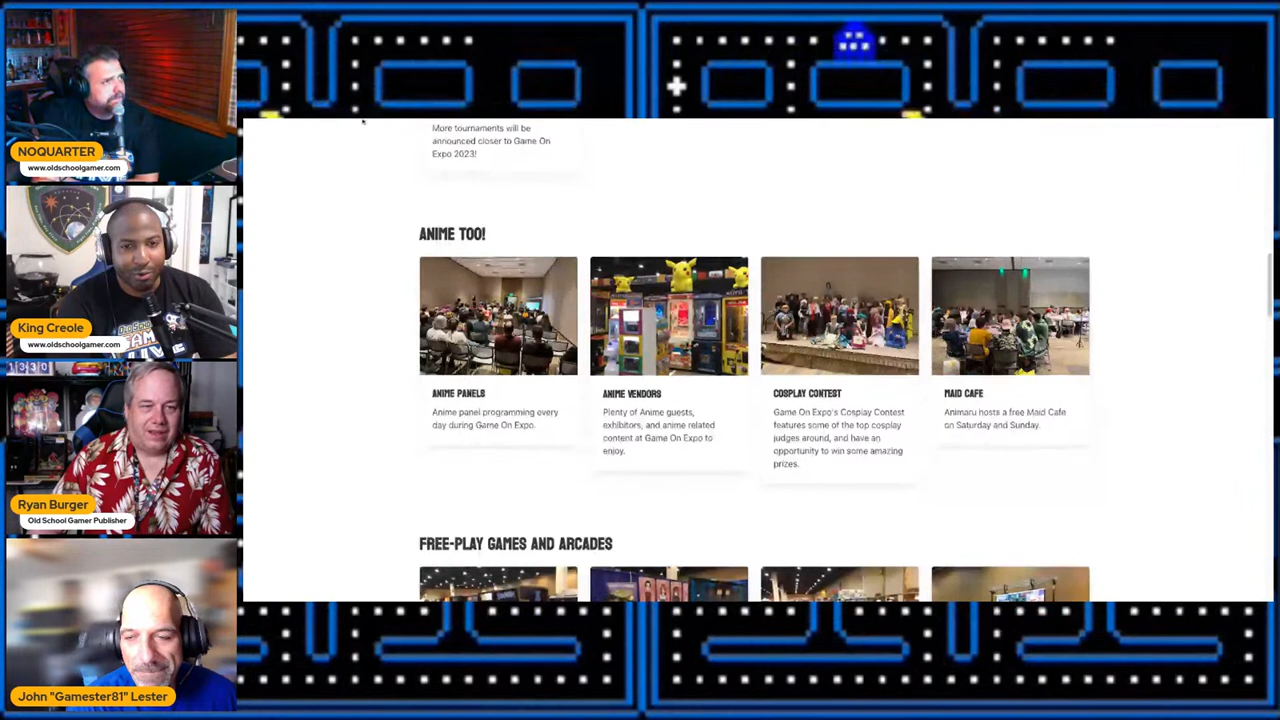 NOQUARTER
www.oldschoolgamer.com
King Creole
www.oldschoolgamer.com
1330
Ryan Burger
Old School Gamer Publisher
John "Gamester81" Lester
More tournaments will be
announced closer to Game On
Expo 2023!
ANIME TOO!
ANIME PANELS
Anime panel programming every
day during Game On Expo.
ANIME VENDORS
Plenty of Anime guests,
exhibitors, and anime related
content at Game On Expo to
enjoy.
COSPLAY CONTEST
Game On Expo's Cosplay Contest
features some of the top cosplay
judges around, and have an
opportunity to win some amazing
prizes.
MAID CAFE
Animaru hosts a free Maid Cafe
on Saturday and Sunday.
FREE-PLAY GAMES AND ARCADES